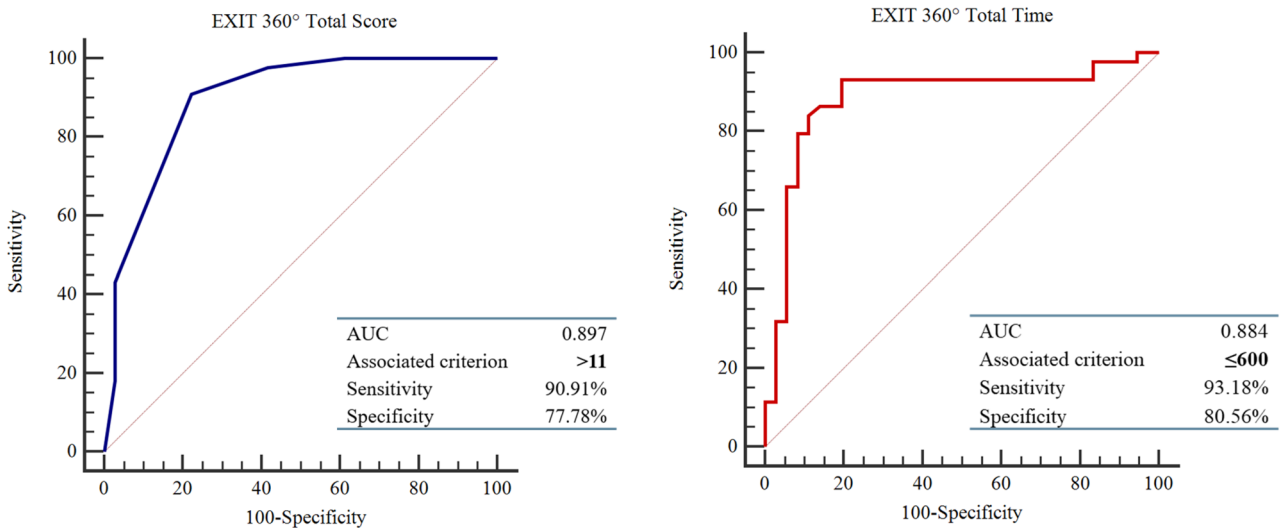 EXIT 360° Total Score
100
80
60
40
20
0
Sensitivity
AUC 0.897
Associated criterion >11
Sensitivity 90.91%
Specificity 77.78%
0 20 40 60 80 100
100-Specificity
EXIT 360° Total Time
100
80
60
40
20
0
Sensitivity
AUC 0.884
Associated criterion ≤600
Sensitivity 93.18%
Specificity 80.56%
0 20 40 60 80 100
100-Specificity